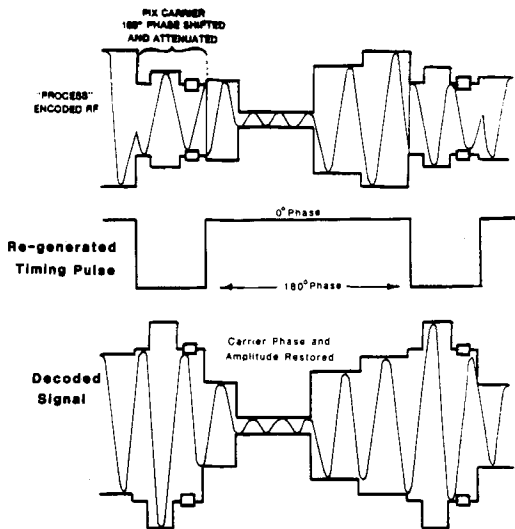 PIX CARRIER
180° PHASE SHIFTED
AND ATTENUATED
"PROCESS"
ENCODED RF
0° Phase
Re-generated
Timing Pulse
180° Phase
Carrier Phase and
Amplitude Restored
Decoded
Signal